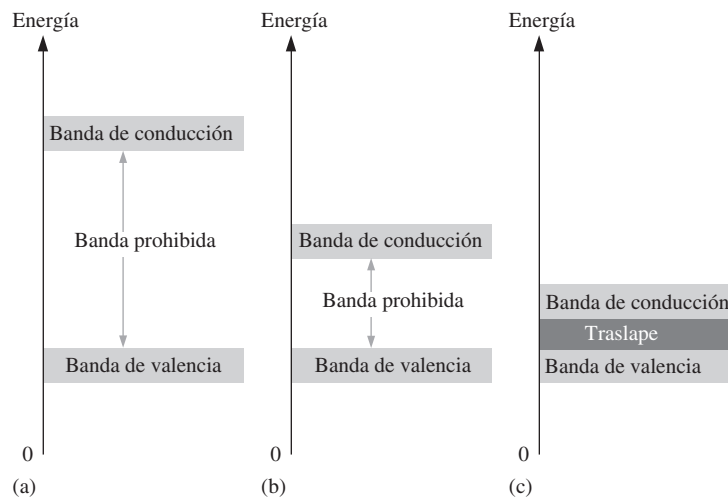 Energía
Banda de conducción
Banda prohibida
Banda de valencia
0
(a)
Energía
Banda de conducción
Banda prohibida
Banda de valencia
0
(b)
Energía
Banda de conducción
Traslape
Banda de valencia
0
(c)